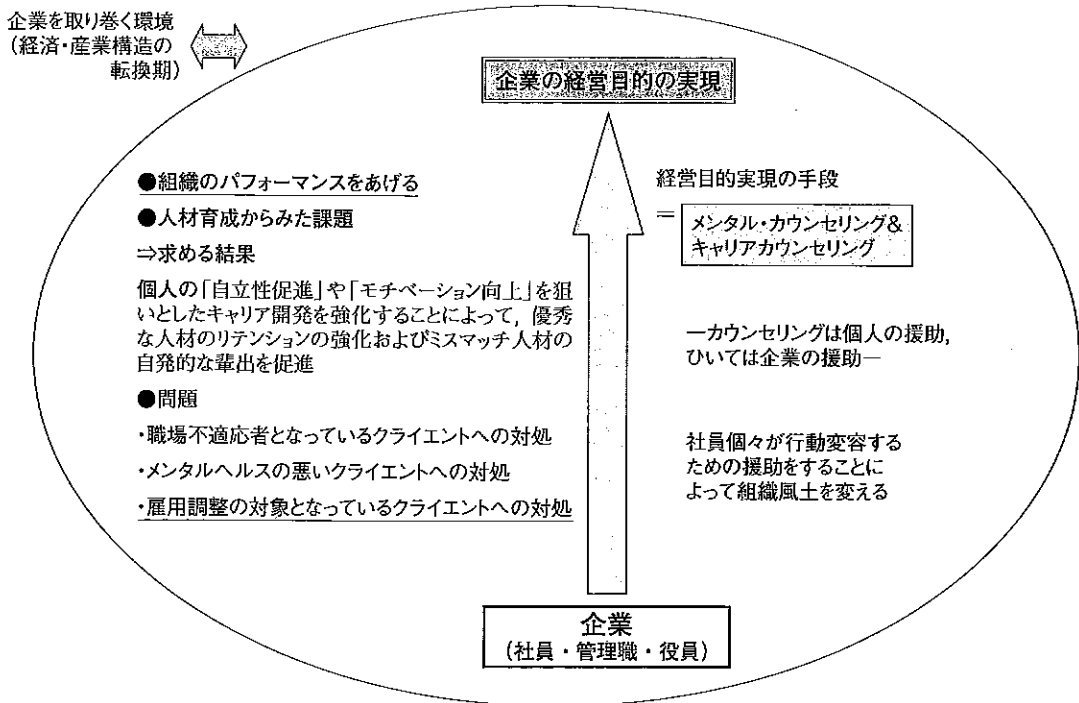 企業を取り巻く環境
（経済・産業構造の
転換期）
企業の経営目的の実現
●組織のパフォーマンスをあげる
●人材育成からみた課題
⇒求める結果
個人の「自立性促進」や「モチベーション向上」を狙
いとしたキャリア開発を強化することによって，優秀
な人材のリテンションの強化およびミスマッチ人材の
自発的な輩出を促進
●問題
・職場不適応者となっているクライエントへの対処
・メンタルヘルスの悪いクライエントへの対処
・雇用調整の対象となっているクライエントへの対処
経営目的実現の手段
＝
メンタル・カウンセリング&
キャリアカウンセリング
―カウンセリングは個人の援助，
ひいては企業の援助―
社員個々が行動変容する
ための援助をすることに
よって組織風土を変える
企業
（社員・管理職・役員）